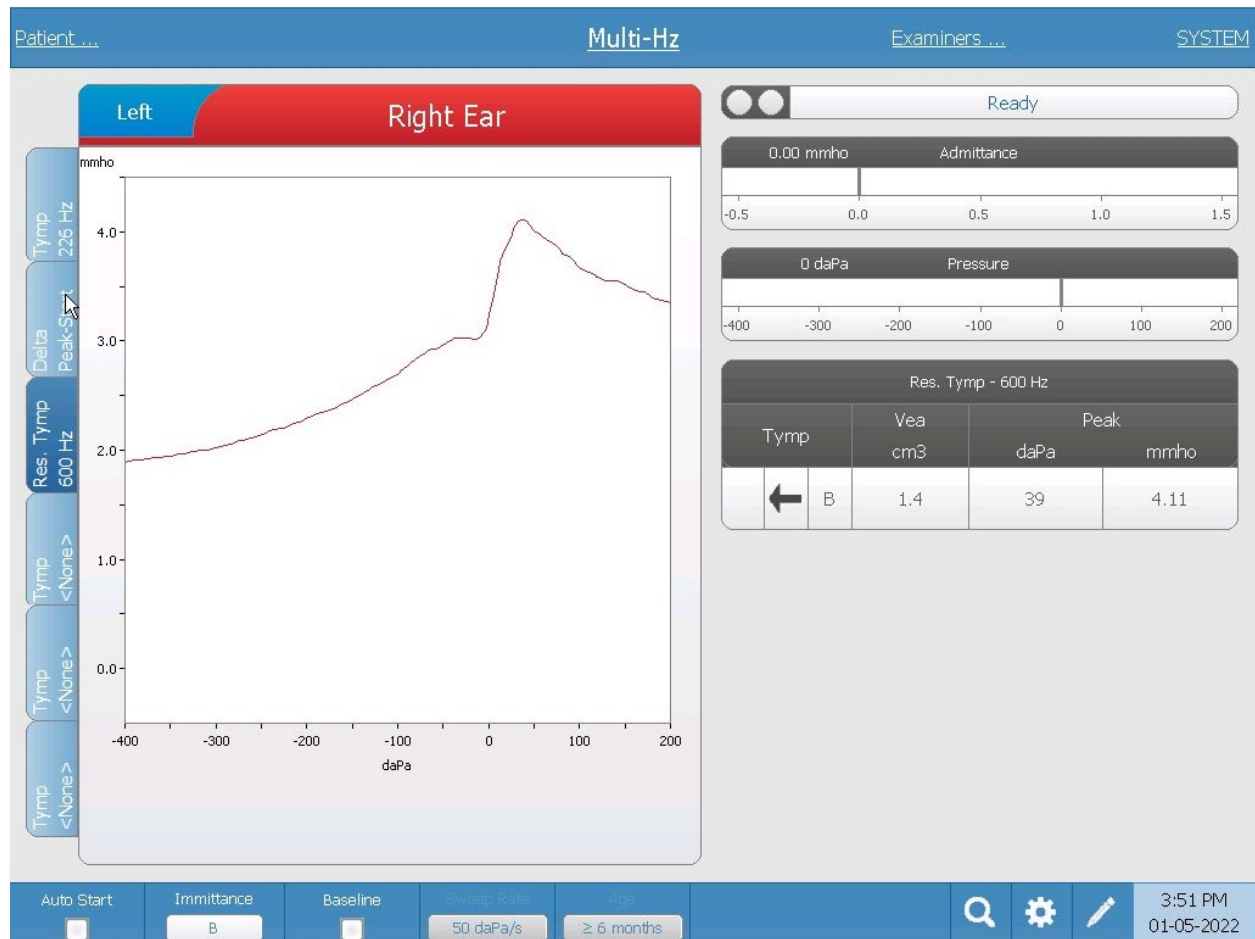 Patient ...
Multi-Hz
Examiners ...
SYSTEM
Left
Right Ear
Tymp
226 Hz
Delta
Peak-Start
Res. Tymp
600 Hz
Tymp
<None>
Tymp
<None>
Tymp
<None>
mmho
4.0
3.0
2.0
1.0
0.0
-400 -300 -200 -100 0 100 200
daPa
Ready
0.00 mmho Admittance
-0.5 0.0 0.5 1.0 1.5
0 daPa Pressure
-400 -300 -200 -100 0 100 200
Res. Tymp - 600 Hz
Tymp Vea Peak
cm3 daPa mmho
B 1.4 39 4.11
Auto Start
Immittance
B
Baseline
Sweep Rate
50 daPa/s
Age
≥ 6 months
3:51 PM
01-05-2022